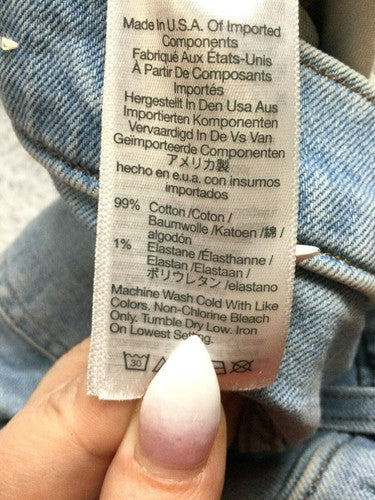 Made In U.S.A. Of Imported
Components
Fabriqué Aux États-Unis
À Partir De Composants
Importés
Hergestellt In Den Usa Aus
Importierten Komponenten
Vervaardigd In De Vs Van
Geïmporteerde Componenten
アメリカ製
hecho en e.u.a. con insumos
importados
99% Cotton /Coton /
Baumwolle /Katoen /綿 /
algodón
1% Elastane /Élasthanne /
Elastan /Elastaan /
ポリウレタン /elastano
Machine Wash Cold With Like
Colors. Non-Chlorine Bleach
Only. Tumble Dry Low. Iron
On Lowest Setting.
30